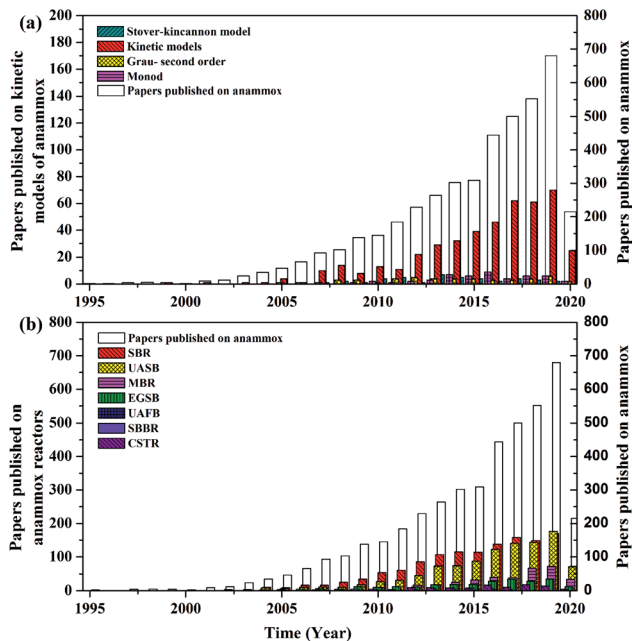 (a)
Stover-kincannon model
Kinetic models
Grau- second order
Monod
Papers published on anammox
Papers published on kinetic
models of anammox
200
180
160
140
120
100
80
60
40
20
0
800
700
600
500
400
300
200
100
0
Papers published on anammox
1995
2000
2005
2010
2015
2020
(b)
Papers published on anammox
SBR
UASB
MBR
EGSB
UAFB
SBBR
CSTR
Papers published on
anammox reactors
800
700
600
500
400
300
200
100
0
800
700
600
500
400
300
200
100
0
Papers published on anammox
1995
2000
2005
2010
2015
2020
Time (Year)